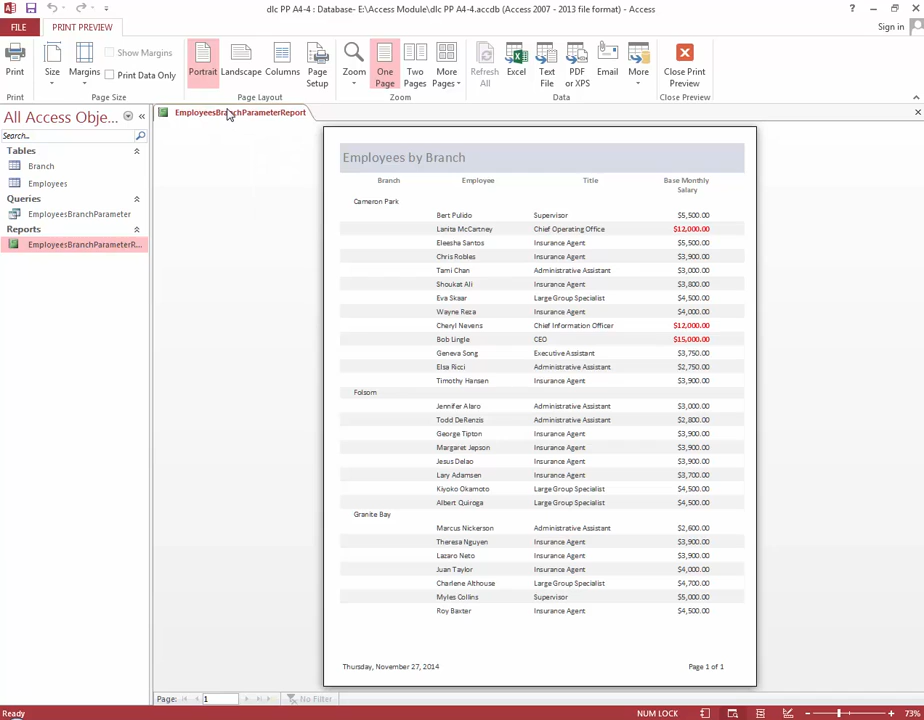 dlc PP A4-4 : Database- E:\Access Module\dlc PP A4-4.accdb (Access 2007 - 2013 file format) - Access
FILE PRINT PREVIEW Sign in
Print Size Margins Show Margins Print Data Only Portrait Landscape Columns Page Setup Zoom One Page Two Pages More Pages Refresh All Excel Text File PDF or XPS Email More Close Print Preview
Print Page Size Page Layout Zoom Data Close Preview
All Access Obje...
Search...
Tables
Branch
Employees
Queries
EmployeesBranchParameter
Reports
EmployeesBranchParameterR...
EmployeesBranchParameterReport
Employees by Branch
Branch Employee Title Base Monthly Salary
Cameron Park
Bert Pulido Supervisor $5,500.00
Lanita McCartney Chief Operating Office $12,000.00
Eleesha Santos Insurance Agent $5,500.00
Chris Robles Insurance Agent $3,900.00
Tami Chan Administrative Assistant $3,000.00
Shoukat Ali Insurance Agent $3,800.00
Eva Skaar Large Group Specialist $4,500.00
Wayne Reza Insurance Agent $4,000.00
Cheryl Nevens Chief Information Officer $12,000.00
Bob Lingle CEO $15,000.00
Geneva Song Executive Assistant $3,750.00
Elsa Ricci Administrative Assistant $2,750.00
Timothy Hansen Insurance Agent $3,900.00
Folsom
Jennifer Alaro Administrative Assistant $3,000.00
Todd DeRenzis Administrative Assistant $2,800.00
George Tipton Insurance Agent $3,900.00
Margaret Jepson Insurance Agent $3,900.00
Jesus Delao Insurance Agent $3,900.00
Lary Adamsen Insurance Agent $3,700.00
Kiyoko Okamoto Large Group Specialist $4,500.00
Albert Quiroga Large Group Specialist $4,500.00
Granite Bay
Marcus Nickerson Administrative Assistant $2,600.00
Theresa Nguyen Insurance Agent $3,900.00
Lazaro Neto Insurance Agent $3,900.00
Juan Taylor Insurance Agent $4,000.00
Charlene Althouse Large Group Specialist $4,700.00
Myles Collins Supervisor $5,000.00
Roy Baxter Insurance Agent $4,500.00
Thursday, November 27, 2014 Page 1 of 1
Page: 1 No Filter
Ready NUM LOCK 73%